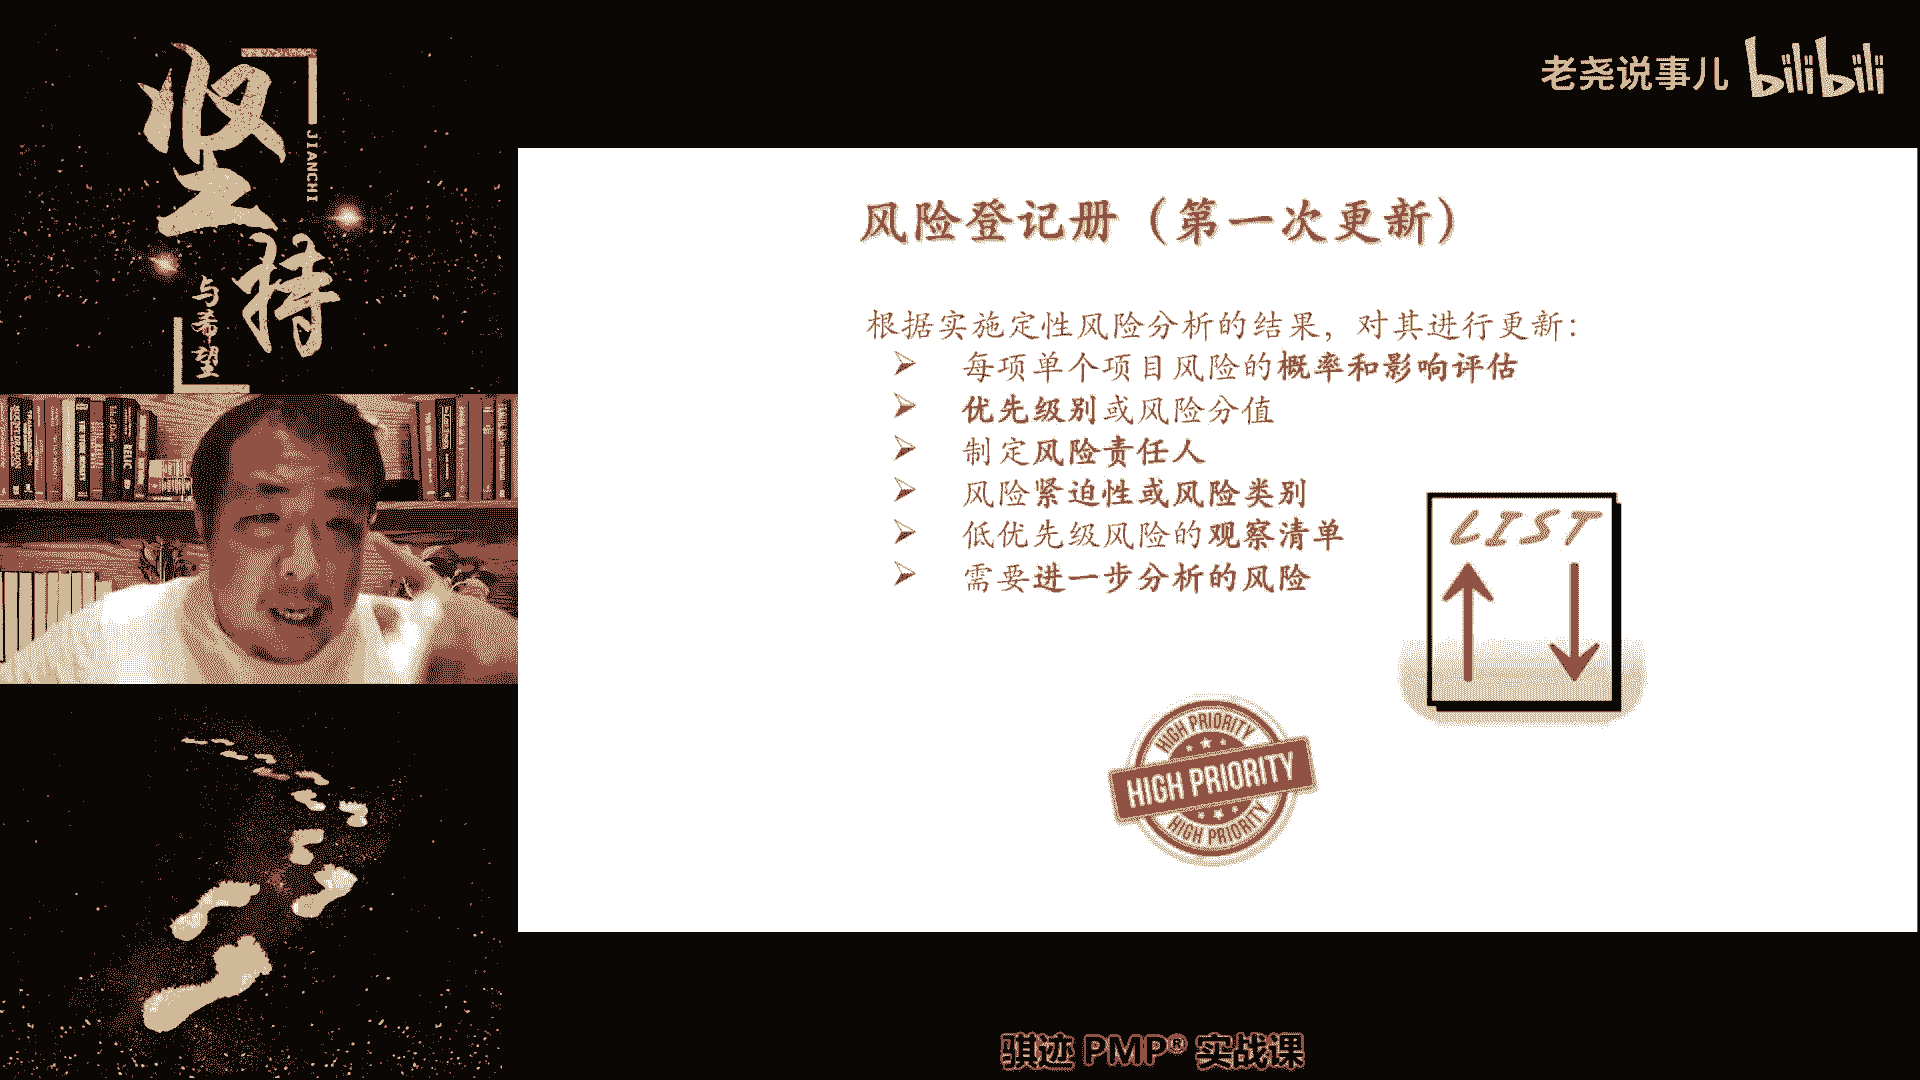 坚持
JIANCHI
与希望
老尧说事儿 bilibili
风险登记册（第一次更新）
根据实施定性风险分析的结果，对其进行更新：
➢ 每项单个项目风险的概率和影响评估
➢ 优先级别或风险分值
➢ 制定风险责任人
➢ 风险紧迫性或风险类别
➢ 低优先级风险的观察清单
➢ 需要进一步分析的风险
LIST
HIGH PRIORITY
HIGH PRIORITY
HIGH PRIORITY
骐迹 PMP® 实战课